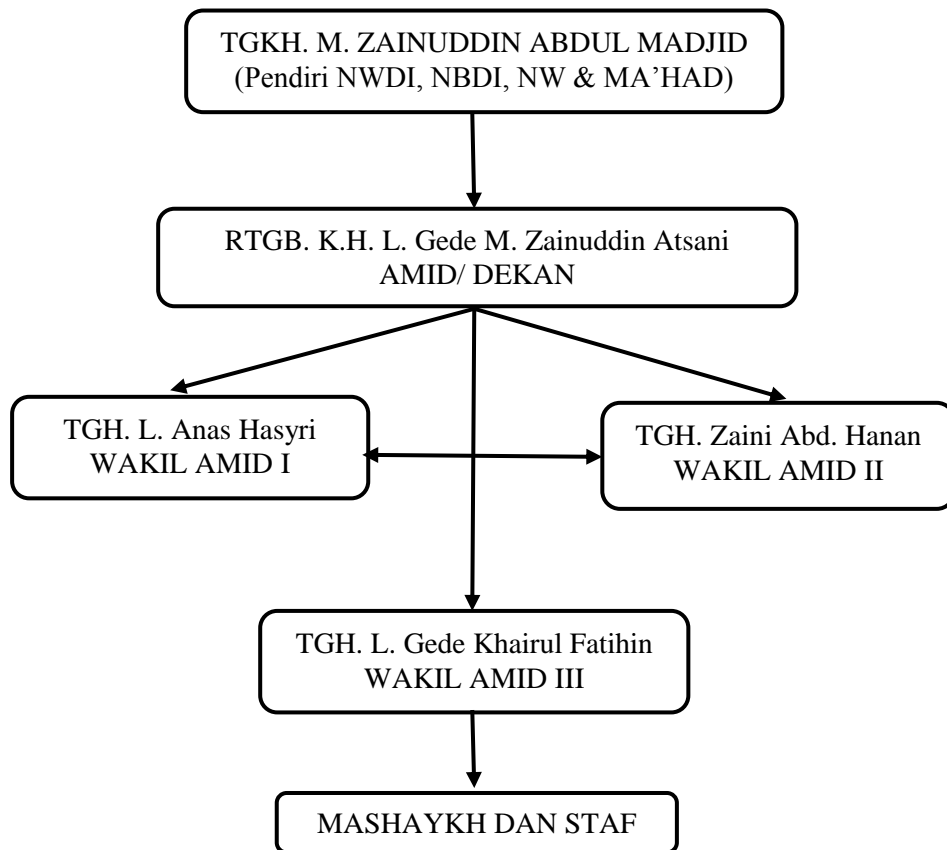 TGKH. M. ZAINUDDIN ABDUL MADJID
(Pendiri NWDI, NBDI, NW & MA’HAD)
RTGB. K.H. L. Gede M. Zainuddin Atsani
AMID/ DEKAN
TGH. L. Anas Hasyri
WAKIL AMID I
TGH. Zaini Abd. Hanan
WAKIL AMID II
TGH. L. Gede Khairul Fatihin
WAKIL AMID III
MASHAYKH DAN STAF